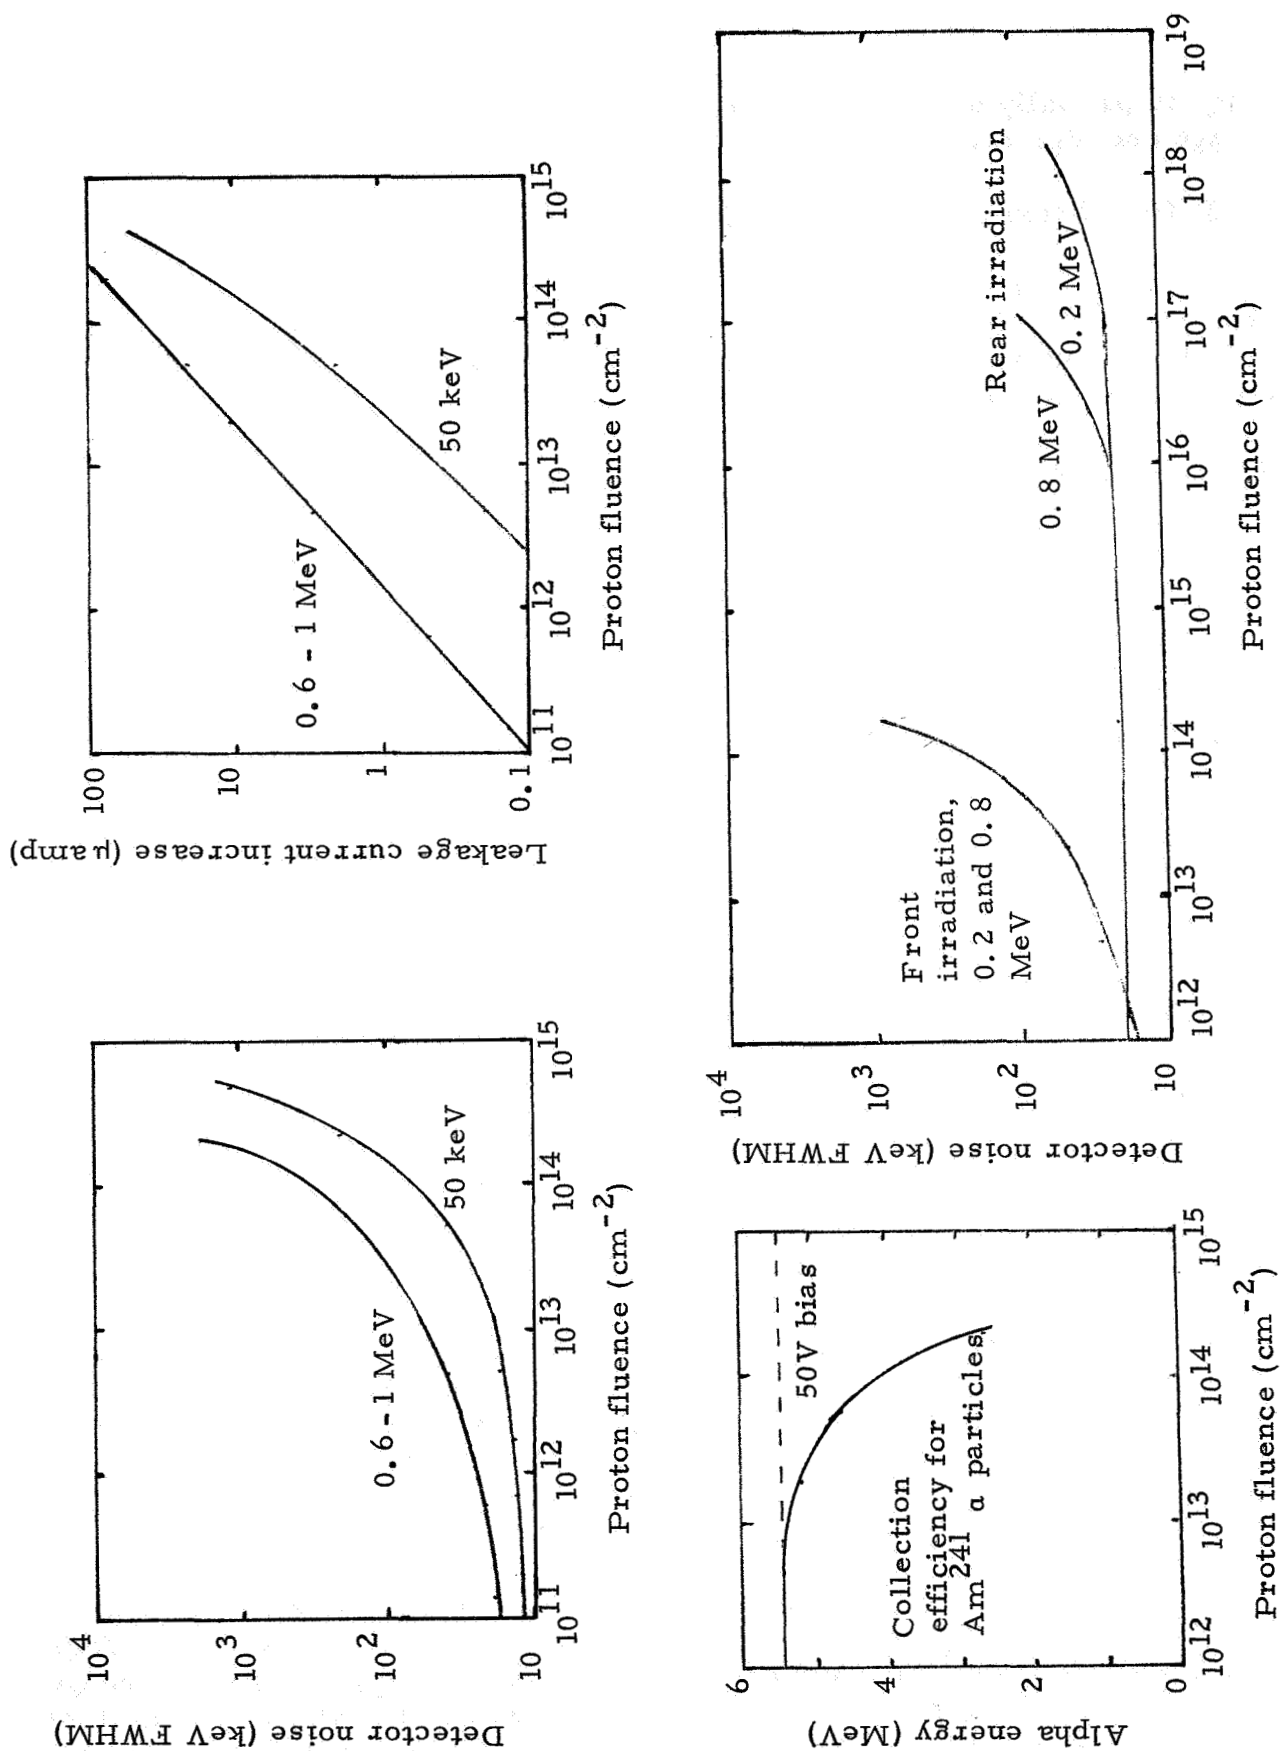 Detector noise (keV FWHM)
10^4
10^3
10^2
10
0.6-1 MeV
50 keV
10^11
10^12
10^13
10^14
10^15
Proton fluence (cm^-2)
Leakage current increase (μamp)
100
10
1
0.1
0.6 - 1 MeV
50 keV
10^11
10^12
10^13
10^14
10^15
Proton fluence (cm^-2)
Alpha energy (MeV)
6
4
2
0
50V bias
Collection
efficiency for
Am^241 α particles
10^12
10^13
10^14
10^15
Proton fluence (cm^-2)
Detector noise (keV FWHM)
10^4
10^3
10^2
10
Front
irradiation,
0.2 and 0.8
MeV
Rear irradiation
0.8 MeV
0.2 MeV
10^12
10^13
10^14
10^15
10^16
10^17
10^18
10^19
Proton fluence (cm^-2)